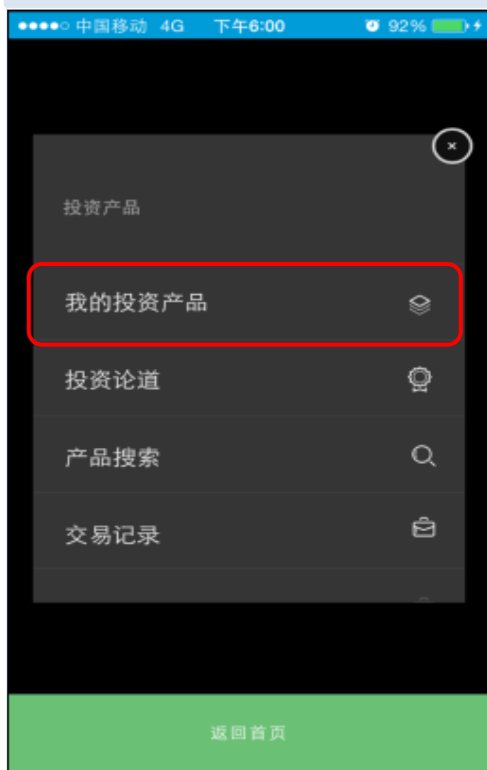 中国移动 4G 下午6:00 92%
投资产品
我的投资产品
投资论道
产品搜索
交易记录
返回首页